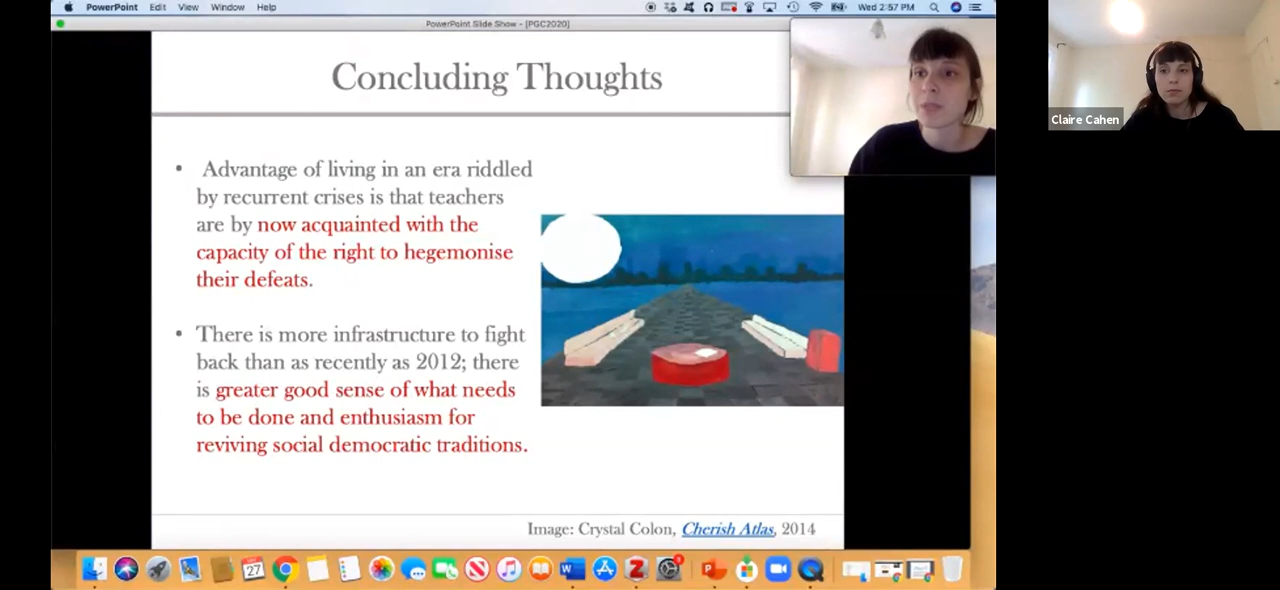 PowerPoint Edit View Window Help
Wed 2:57 PM
PowerPoint Slide Show - [PGC2020]
Concluding Thoughts
Claire Cahen
• Advantage of living in an era riddled
by recurrent crises is that teachers
are by now acquainted with the
capacity of the right to hegemonise
their defeats.
• There is more infrastructure to fight
back than as recently as 2012; there
is greater good sense of what needs
to be done and enthusiasm for
reviving social democratic traditions.
Image: Crystal Colon, Cherish Atlas, 2014
27